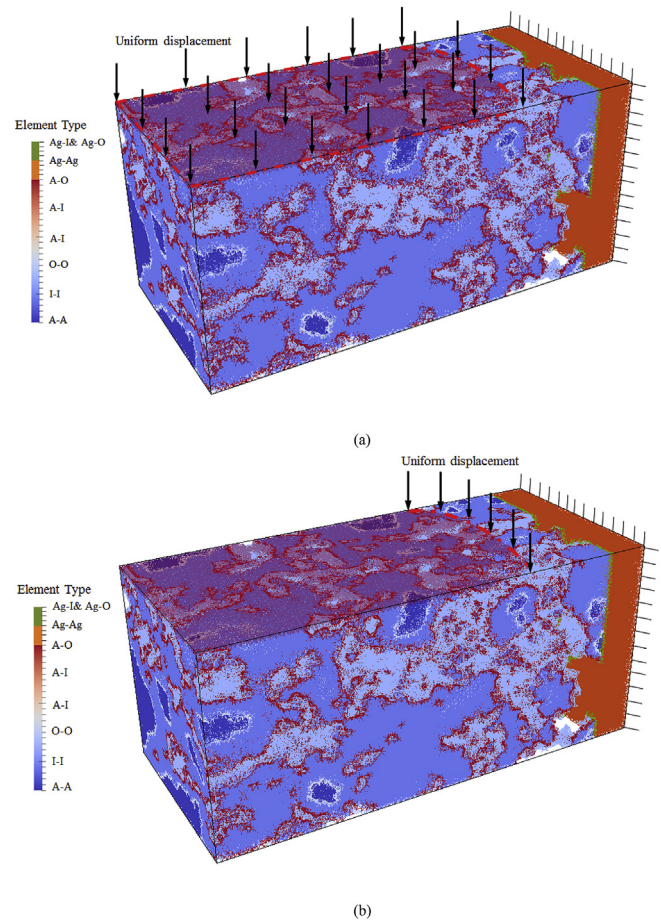 Uniform displacement
Element Type
Ag-I& Ag-O
Ag-Ag
A-O
A-I
A-I
O-O
I-I
A-A
(a)
Uniform displacement
Element Type
Ag-I& Ag-O
Ag-Ag
A-O
A-I
A-I
O-O
I-I
A-A
(b)